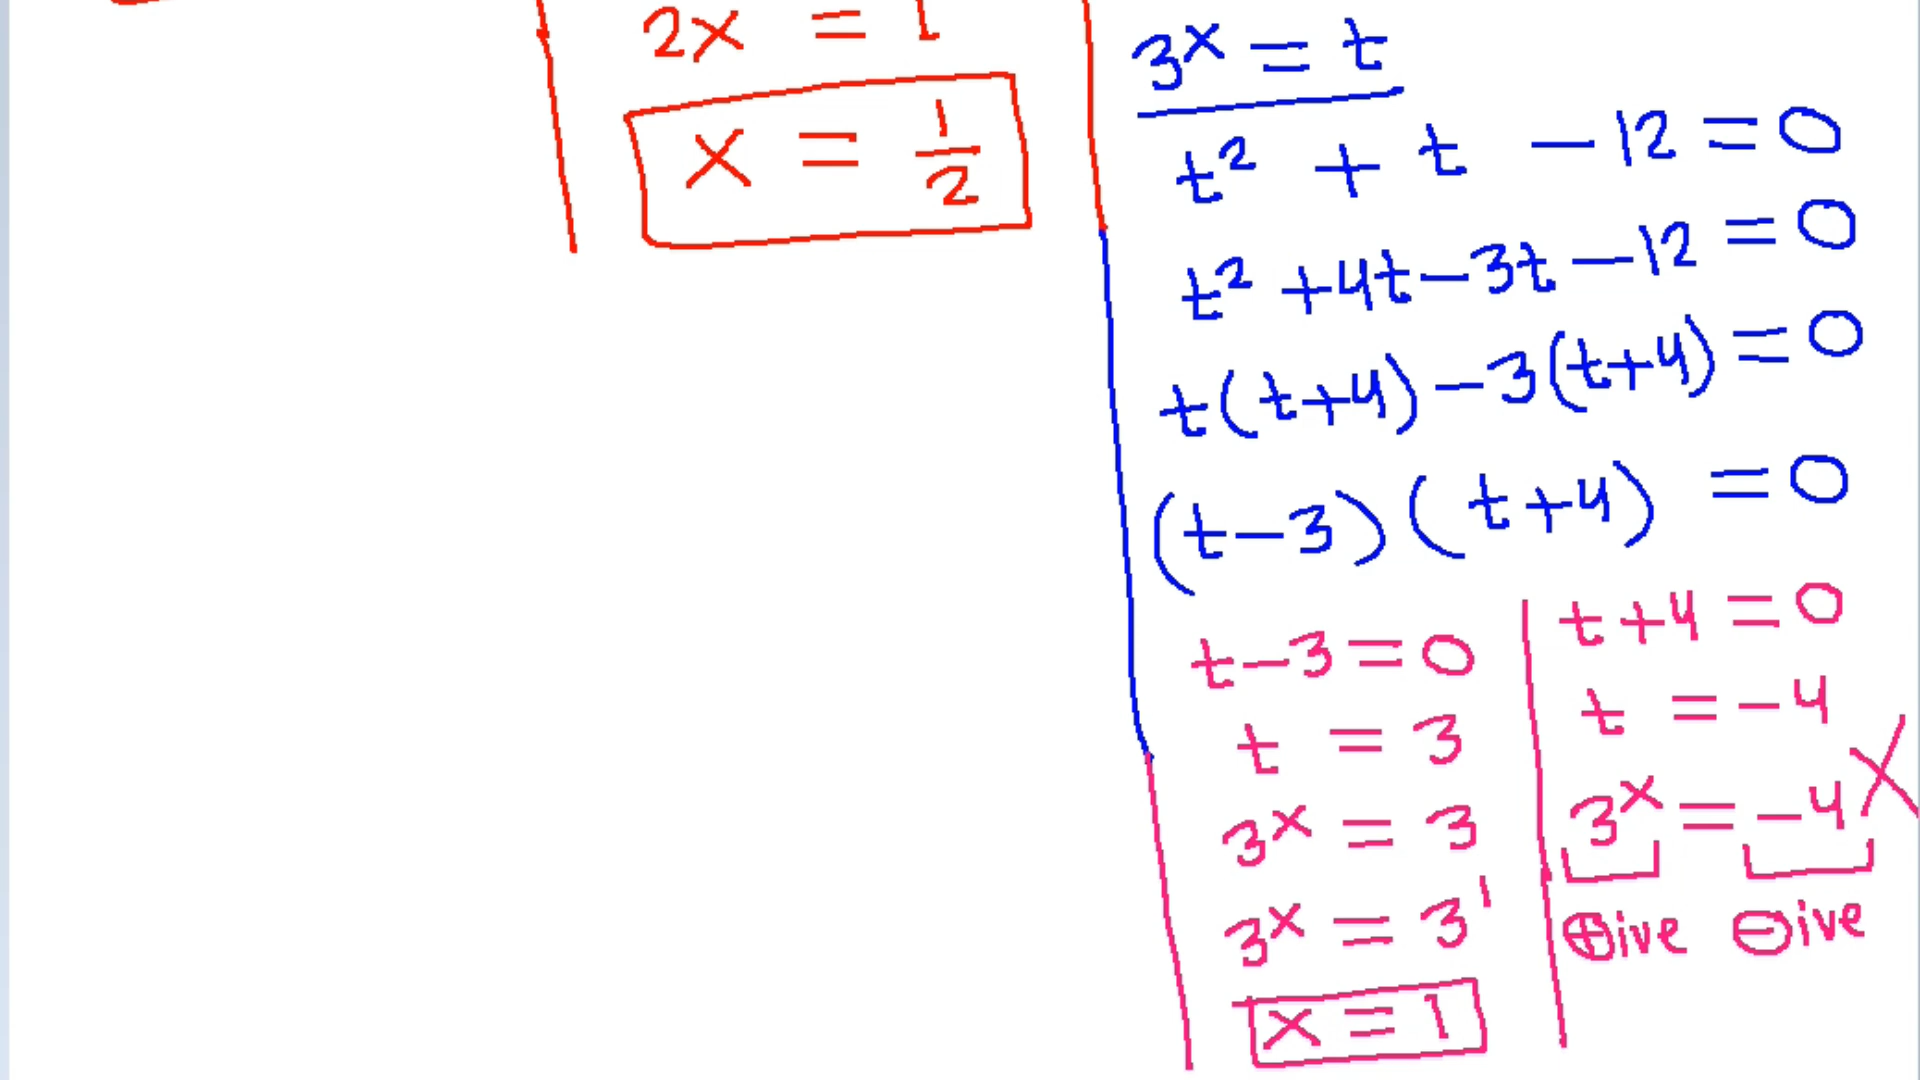 2x = 1
x = 1/2
3^x = t
t² + t - 12 = 0
t² + 4t - 3t - 12 = 0
t(t+4) - 3(t+4) = 0
(t-3)(t+4) = 0
t - 3 = 0
t = 3
3^x = 3
3^x = 3^1
x = 1
t + 4 = 0
t = -4
3^x = -4 X
⊕ive ⊖ive